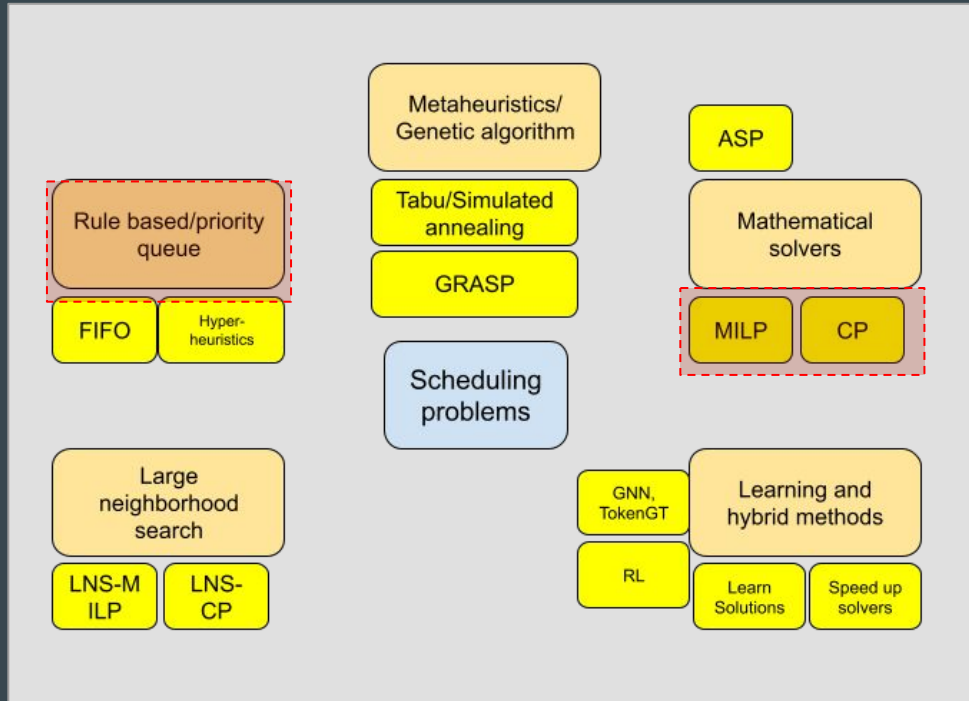 Metaheuristics/
Genetic algorithm
Tabu/Simulated
annealing
GRASP
ASP
Mathematical
solvers
MILP
CP
Rule based/priority
queue
FIFO
Hyper-
heuristics
Scheduling
problems
Large
neighborhood
search
LNS-M
ILP
LNS-
CP
GNN,
TokenGT
RL
Learning and
hybrid methods
Learn
Solutions
Speed up
solvers